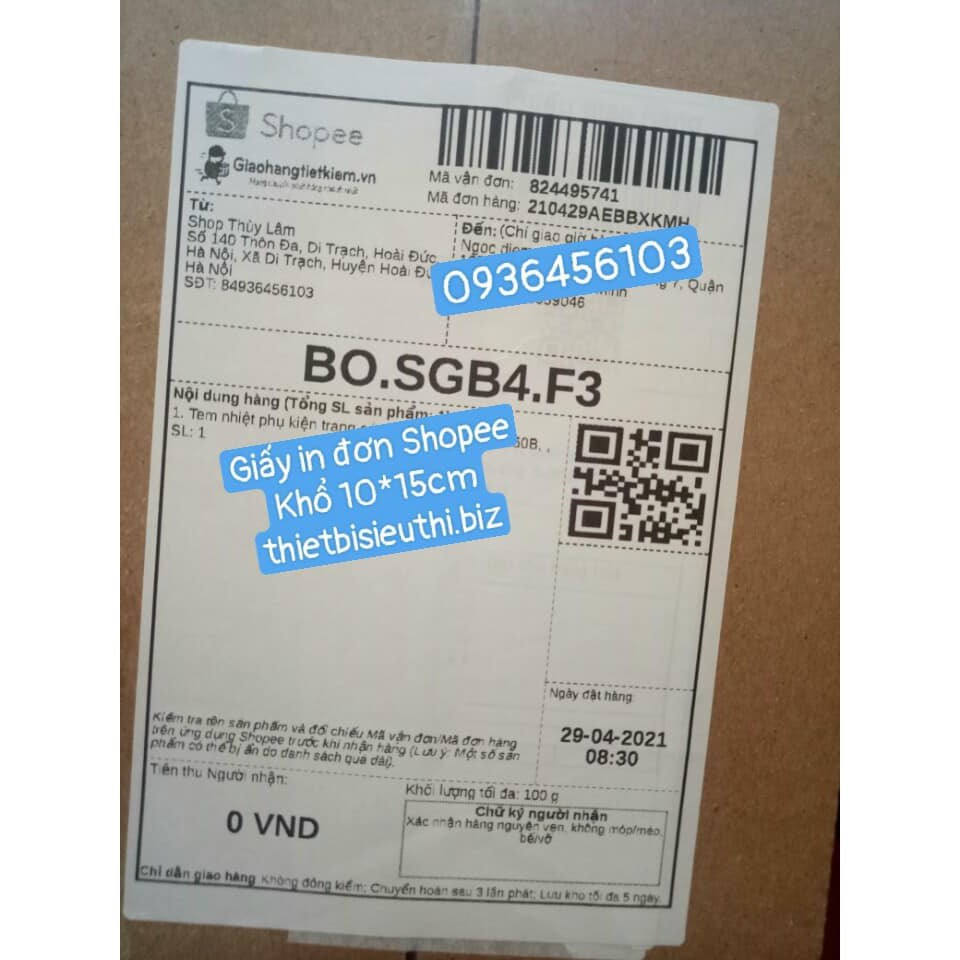 Shopee
Giaohangtietkiem.vn
Mã vận đơn: 824495741
Mã đơn hàng: 210429AEBBXKMH
Từ:
Shop Thùy Lâm
Số 140 Thôn Đa, Di Trạch, Hoài Đức,
Hà Nội, Xã Di Trạch, Huyện Hoài
Hà Nội
SĐT: 84936456103
Đến: (Chỉ giao giờ
Ngọc
7, Quận
59046
0936456103
BO.SGB4.F3
Nội dung hàng (Tổng SL sản phẩm:
1. Tem nhiệt phụ kiện trang
SL: 1
Giấy in đơn Shopee
Khổ 10*15cm
thietbisieuthi.biz
Ngày đặt hàng:
29-04-2021
08:30
Kiểm tra tên sản phẩm và đối chiếu Mã vận đơn/Mã đơn hàng
trên ứng dụng Shopee trước khi nhận hàng (Lưu ý: Một số sản
phẩm có thể bị ẩn do danh sách quá dài).
Tiền thu Người nhận:
0 VND
Khối lượng tối đa: 100 g
Chữ ký người nhận
Xác nhận hàng nguyên vẹn, không móp/méo,
bể/vỡ
Chỉ dẫn giao hàng Không đồng kiểm; Chuyển hoàn sau 3 lần phát; Lưu kho tối đa 5 ngày.